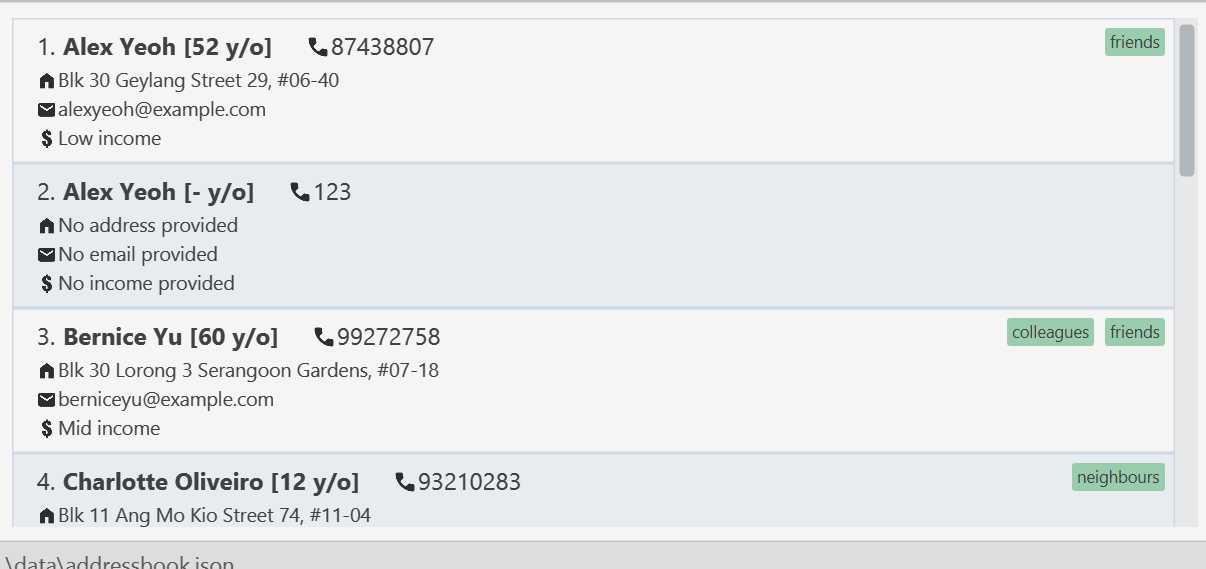 1. Alex Yeoh [52 y/o] 87438807 friends
Blk 30 Geylang Street 29, #06-40
alexyeoh@example.com
$ Low income
2. Alex Yeoh [- y/o] 123
No address provided
No email provided
$ No income provided
3. Bernice Yu [60 y/o] 99272758 colleagues friends
Blk 30 Lorong 3 Serangoon Gardens, #07-18
berniceyu@example.com
$ Mid income
4. Charlotte Oliveiro [12 y/o] 93210283 neighbours
Blk 11 Ang Mo Kio Street 74, #11-04
.\data\addressbook.json